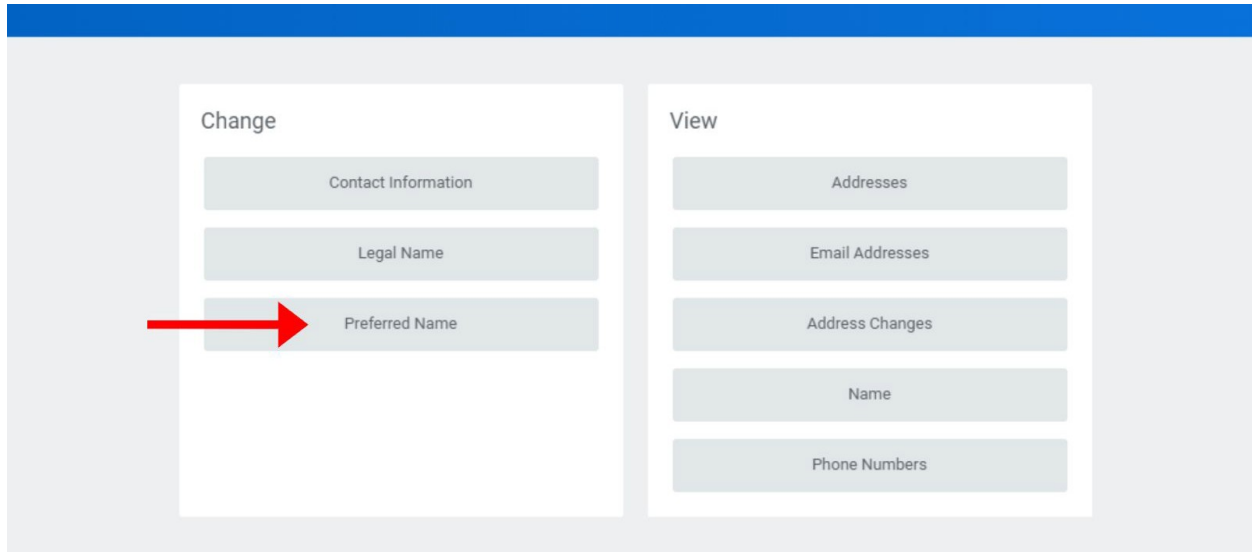 Change
Contact Information
Legal Name
Preferred Name
View
Addresses
Email Addresses
Address Changes
Name
Phone Numbers